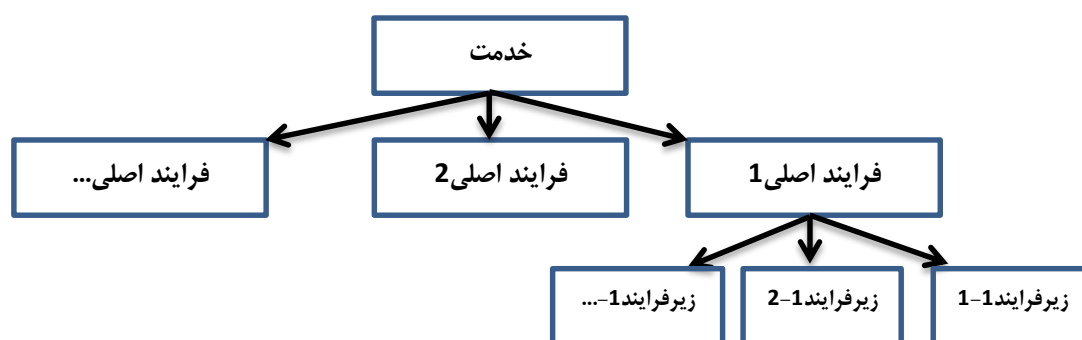 خدمت
فرایند اصلی1
فرایند اصلی2
فرایند اصلی...
زیرفرایند1-1
زیرفرایند1-2
زیرفرایند1-...